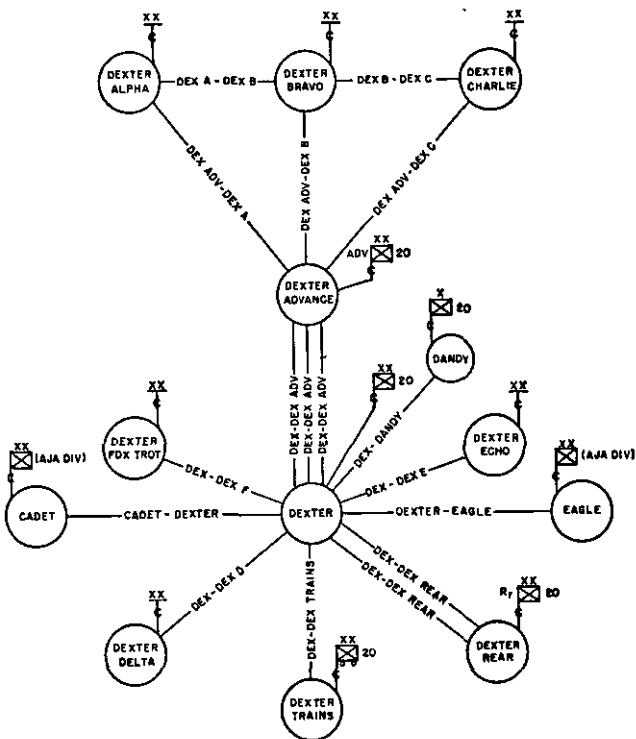 XX
C
XX
C
XX
C
DEXTER
ALPHA
DEX A - DEX B
DEXTER
BRAVO
DEX B - DEX C
DEXTER
CHARLIE
DEX ADV-DEX A
DEX ADV-DEX B
DEX ADV-DEX C
XX
ADV 20
C
DEXTER
ADVANCE
X
20
C
DANDY
XX
20
C
DEX-DEX ADV
DEX-DEX ADV
DEX-DEX ADV
DEX-DANDY
XX
C
DEXTER
FOXTROT
XX
C
DEXTER
ECHO
DEX-DEX F
DEX-DEX E
XX
(AJA DIV)
C
CADET
CADET-DEXTER
DEXTER
DEXTER-EAGLE
XX
(AJA DIV)
C
EAGLE
DEX-DEX D
DEX-DEX TRAINS
DEX-DEX REAR
DEX-DEX REAR
XX
C
DEXTER
DELTA
XX
20
DEXTER
TRAINS
XX
Rr 20
C
DEXTER
REAR